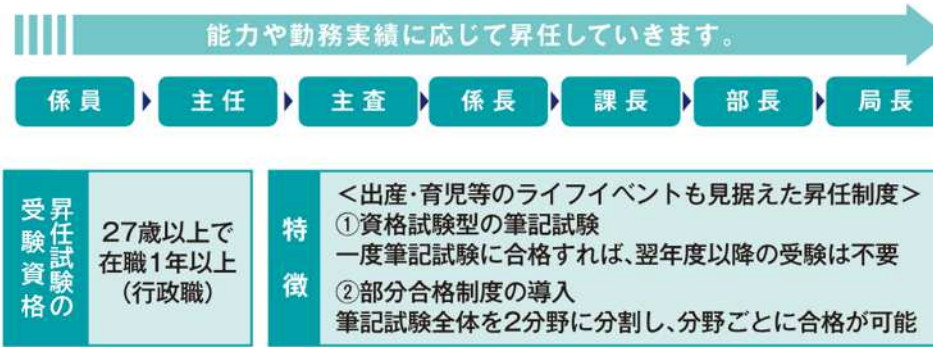 能力や勤務実績に応じて昇任していきます。
係員
主任
主査
係長
課長
部長
局長
昇任試験の
受験資格
27歳以上で
在職1年以上
(行政職)
特徴
<出産・育児等のライフイベントも見据えた昇任制度>
①資格試験型の筆記試験
一度筆記試験に合格すれば、翌年度以降の受験は不要
②部分合格制度の導入
筆記試験全体を2分野に分割し、分野ごとに合格が可能